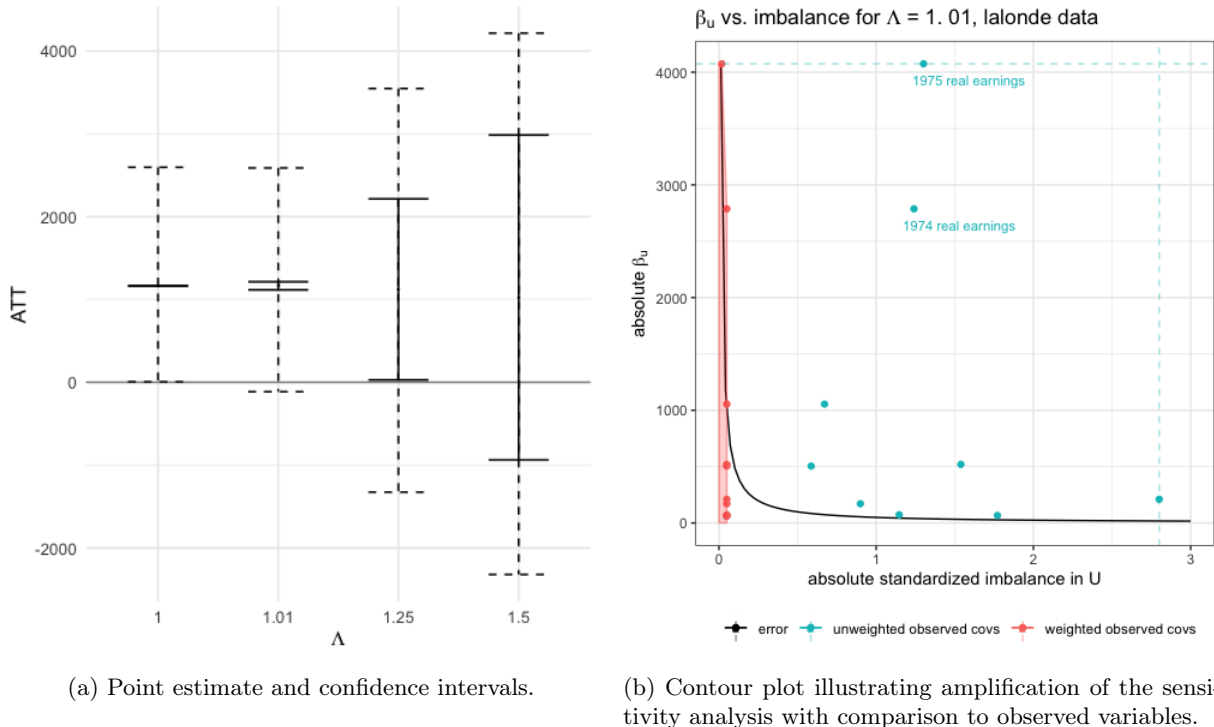 4000
2000
0
-2000
ATT
1
1.01
1.25
1.5
Λ
(a) Point estimate and confidence intervals.
βu vs. imbalance for Λ = 1. 01, lalonde data
4000
3000
2000
1000
0
absolute βu
1975 real earnings
1974 real earnings
0
1
2
3
absolute standardized imbalance in U
error
unweighted observed covs
weighted observed covs
(b) Contour plot illustrating amplification of the sensi-
tivity analysis with comparison to observed variables.